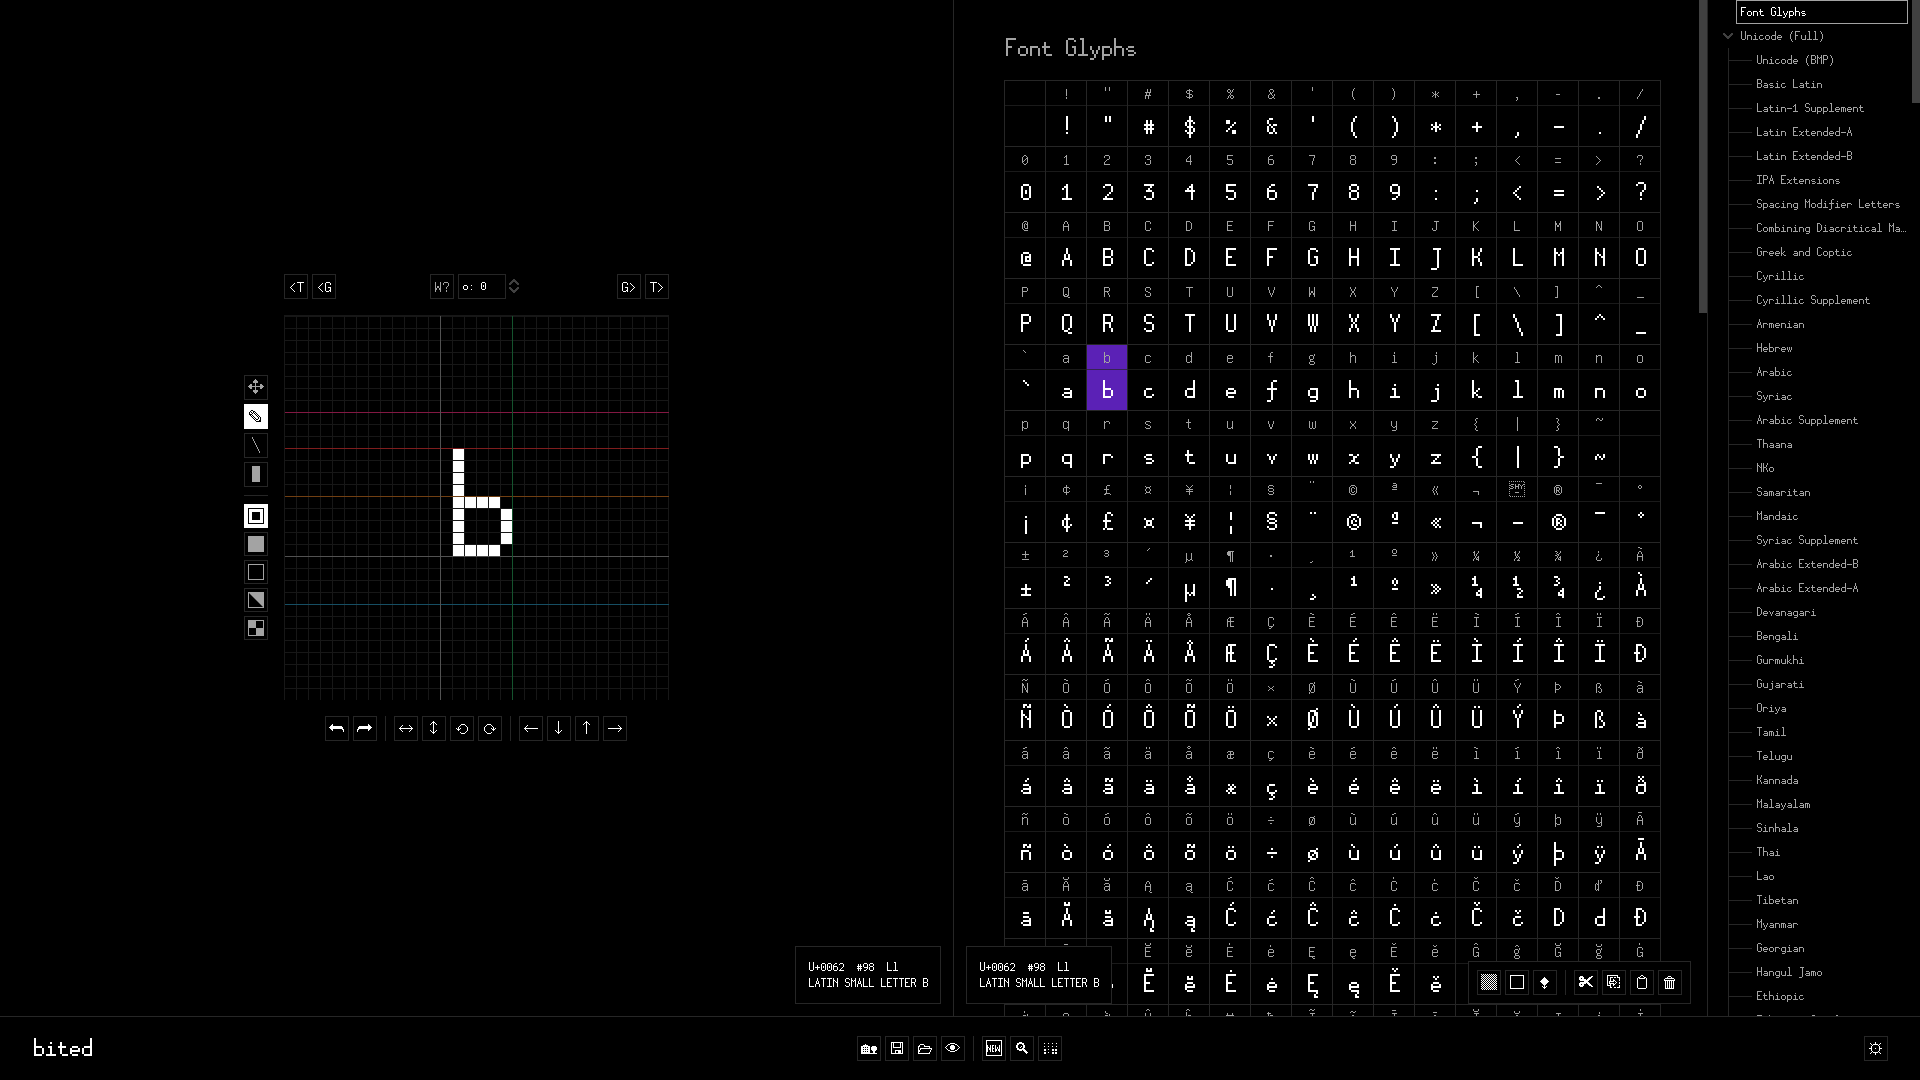 Font Glyphs
<T <G W? o: 0 G> T>
! " # $ % & ' ( ) * + , - . /
! " # $ % & ' ( ) * + , - . /
0 1 2 3 4 5 6 7 8 9 : ; < = > ?
0 1 2 3 4 5 6 7 8 9 : ; < = > ?
@ A B C D E F G H I J K L M N O
@ A B C D E F G H I J K L M N O
P Q R S T U V W X Y Z [ \ ] ^ _
P Q R S T U V W X Y Z [ \ ] ^ _
` a b c d e f g h i j k l m n o
` a b c d e f g h i j k l m n o
p q r s t u v w x y z { | } ~
p q r s t u v w x y z { | } ~
¡ ¢ £ ¤ ¥ ¦ § ¨ © ª « ¬ SHY ® ¯ °
¡ ¢ £ ¤ ¥ ¦ § ¨ © ª « ¬ - ® ¯ °
± ² ³ ´ µ ¶ · ¸ ¹ º » ¼ ½ ¾ ¿ À
± ² ³ ´ µ ¶ · ¸ ¹ º » ¼ ½ ¾ ¿ À
Á Â Ã Ä Å Æ Ç È É Ê Ë Ì Í Î Ï Ð
Á Â Ã Ä Å Æ Ç È É Ê Ë Ì Í Î Ï Ð
Ñ Ò Ó Ô Õ Ö × Ø Ù Ú Û Ü Ý Þ ß à
Ñ Ò Ó Ô Õ Ö × Ø Ù Ú Û Ü Ý Þ ß à
á â ã ä å æ ç è é ê ë ì í î ï ð
á â ã ä å æ ç è é ê ë ì í î ï ð
ñ ò ó ô õ ö ÷ ø ù ú û ü ý þ ÿ Ā
ñ ò ó ô õ ö ÷ ø ù ú û ü ý þ ÿ Ā
ā Ă ă Ą ą Ć ć Ĉ ĉ Ċ ċ Č č Ď ď Đ
ā Ă ă Ą ą Ć ć Ĉ ĉ Ċ ċ Č č Ď ď Đ
Ĕ ĕ Ė ė Ę ę Ě ě Ĝ ĝ Ğ ğ Ġ
Ĕ ĕ Ė ė Ę ę Ě ě
b
U+0062 #98 Ll
LATIN SMALL LETTER B
U+0062 #98 Ll
LATIN SMALL LETTER B
Font Glyphs
Unicode (Full)
Unicode (BMP)
Basic Latin
Latin-1 Supplement
Latin Extended-A
Latin Extended-B
IPA Extensions
Spacing Modifier Letters
Combining Diacritical Ma…
Greek and Coptic
Cyrillic
Cyrillic Supplement
Armenian
Hebrew
Arabic
Syriac
Arabic Supplement
Thaana
NKo
Samaritan
Mandaic
Syriac Supplement
Arabic Extended-B
Arabic Extended-A
Devanagari
Bengali
Gurmukhi
Gujarati
Oriya
Tamil
Telugu
Kannada
Malayalam
Sinhala
Thai
Lao
Tibetan
Myanmar
Georgian
Hangul Jamo
Ethiopic
bited
NEW